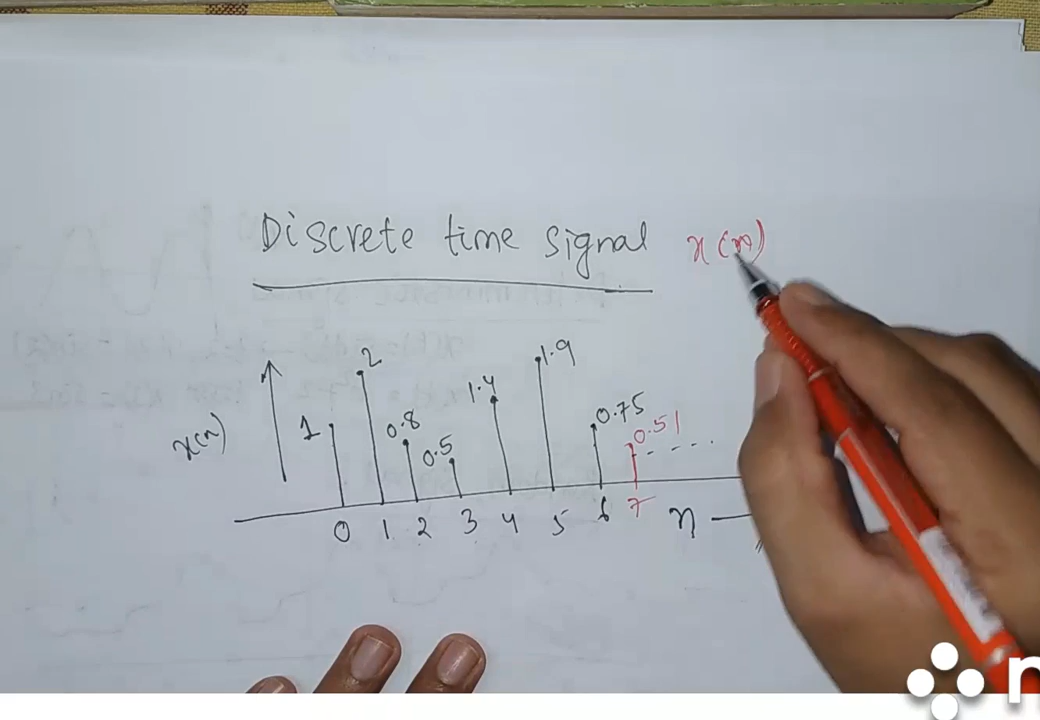 Discrete time signal x(n)
2
1.9
1.4
1
0.8
0.75
0.5
0.51
x(n)
0 1 2 3 4 5 6 7 n